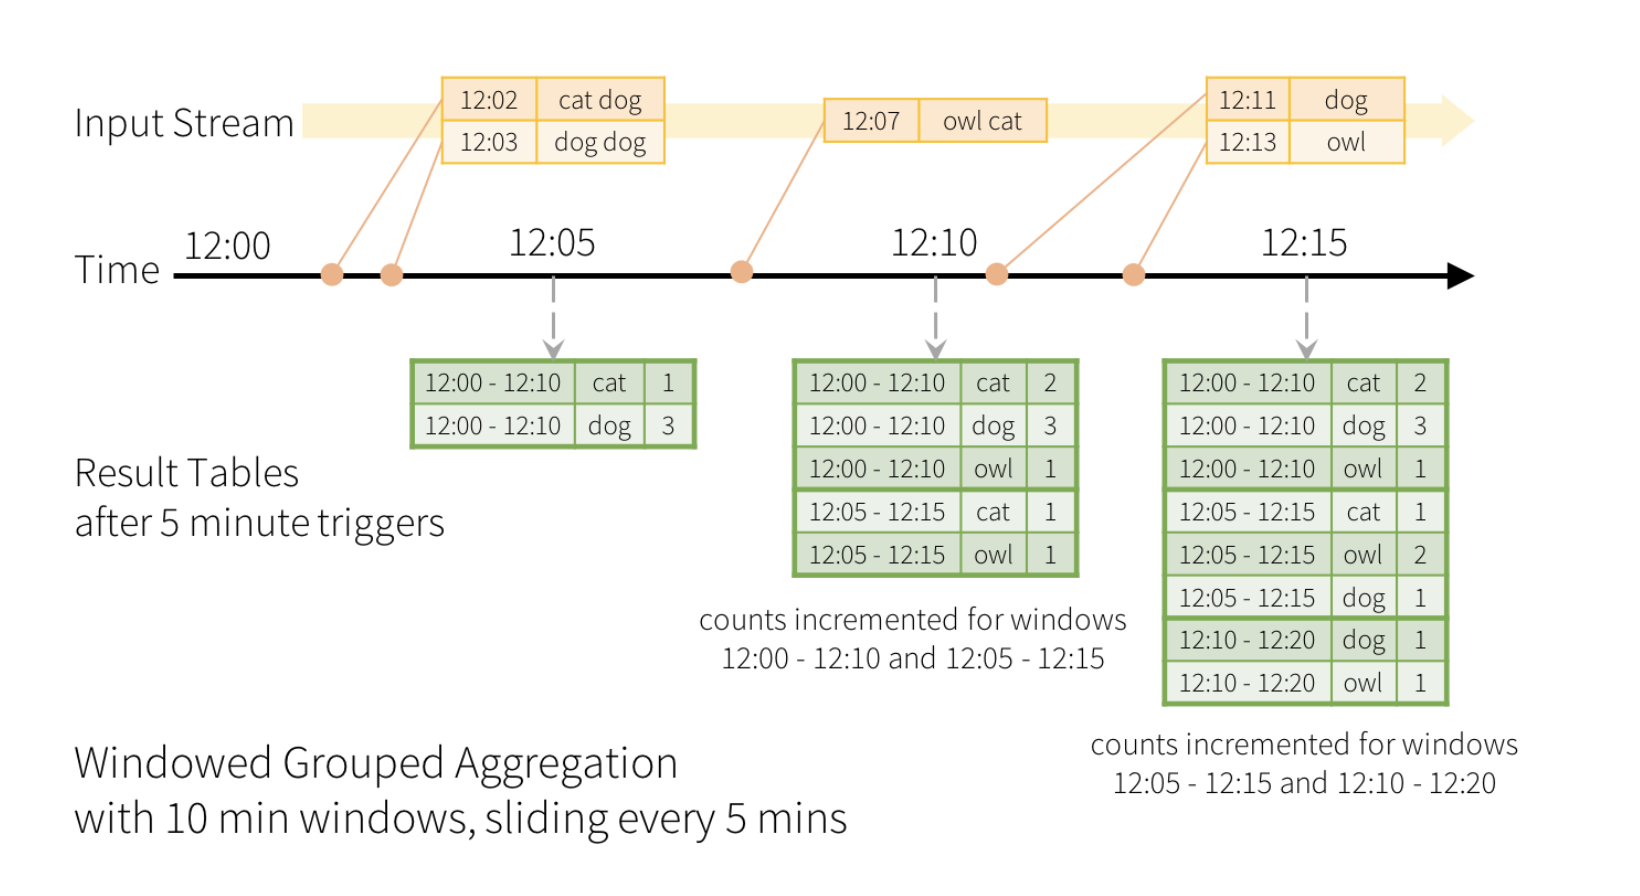 Input Stream
12:02 cat dog
12:03 dog dog
12:07 owl cat
12:11 dog
12:13 owl
Time
12:00
12:05
12:10
12:15
Result Tables
after 5 minute triggers
12:00 - 12:10 cat 1
12:00 - 12:10 dog 3
12:00 - 12:10 cat 2
12:00 - 12:10 dog 3
12:00 - 12:10 owl 1
12:05 - 12:15 cat 1
12:05 - 12:15 owl 1
counts incremented for windows
12:00 - 12:10 and 12:05 - 12:15
12:00 - 12:10 cat 2
12:00 - 12:10 dog 3
12:00 - 12:10 owl 1
12:05 - 12:15 cat 1
12:05 - 12:15 owl 2
12:05 - 12:15 dog 1
12:10 - 12:20 dog 1
12:10 - 12:20 owl 1
counts incremented for windows
12:05 - 12:15 and 12:10 - 12:20
Windowed Grouped Aggregation
with 10 min windows, sliding every 5 mins